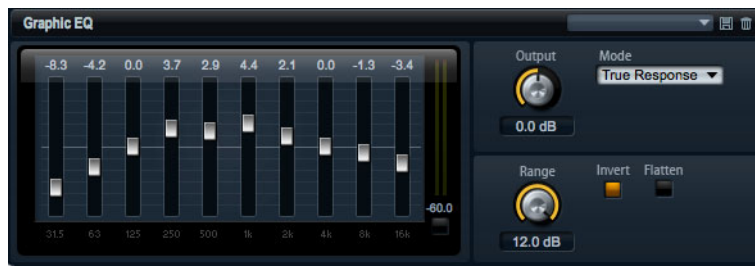 Graphic EQ
-8.3 -4.2 0.0 3.7 2.9 4.4 2.1 0.0 -1.3 -3.4
-60.0
31.5 63 125 250 500 1k 2k 4k 8k 16k
Output
0.0 dB
Mode
True Response
Range
12.0 dB
Invert
Flatten